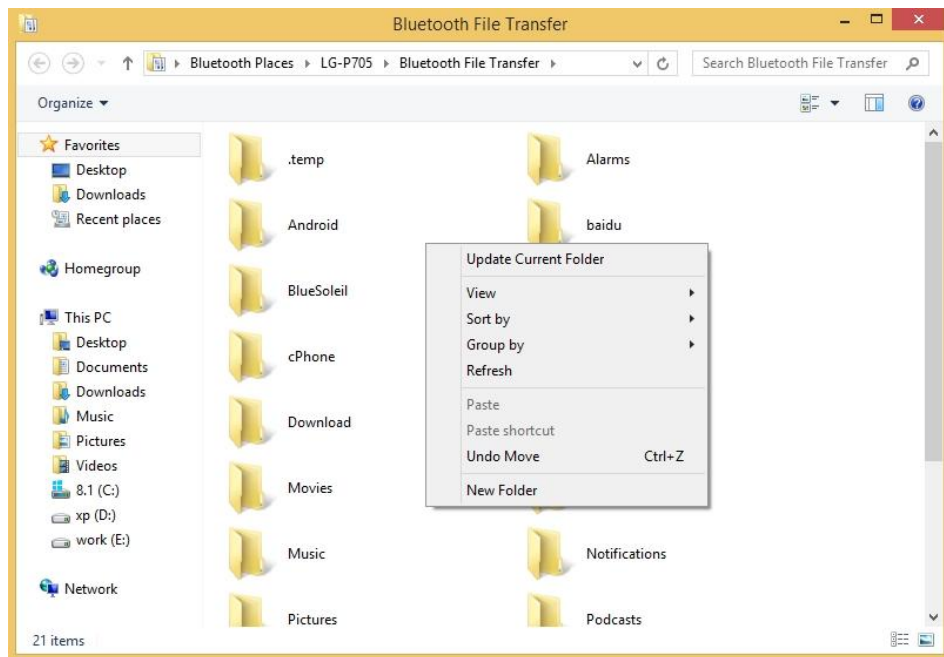 Bluetooth File Transfer
Bluetooth Places LG-P705 Bluetooth File Transfer
Search Bluetooth File Transfer
Organize
Favorites
Desktop
Downloads
Recent places
Homegroup
This PC
Desktop
Documents
Downloads
Music
Pictures
Videos
8.1 (C:)
xp (D:)
work (E:)
Network
.temp
Alarms
Android
baidu
BlueSoleil
cPhone
Download
Movies
Music
Notifications
Pictures
Podcasts
Update Current Folder
View
Sort by
Group by
Refresh
Paste
Paste shortcut
Undo Move Ctrl+Z
New Folder
21 items